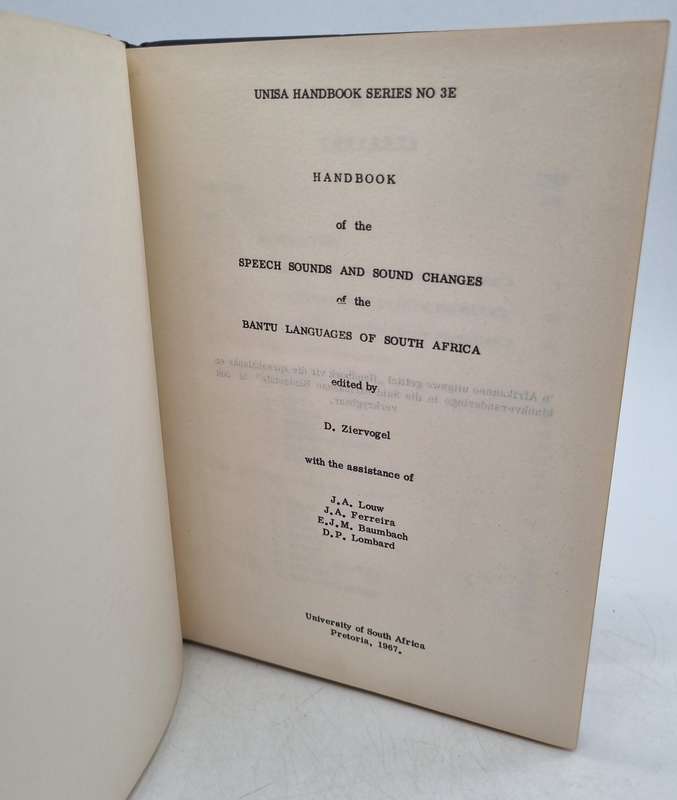 UNISA HANDBOOK SERIES NO 3E
HANDBOOK
of the
SPEECH SOUNDS AND SOUND CHANGES
of the
BANTU LANGUAGES OF SOUTH AFRICA
edited by
D. Ziervogel
with the assistance of
J.A. Louw
J.A. Ferreira
E.J.M. Baumbach
D.P. Lombard
University of South Africa
Pretoria, 1967.